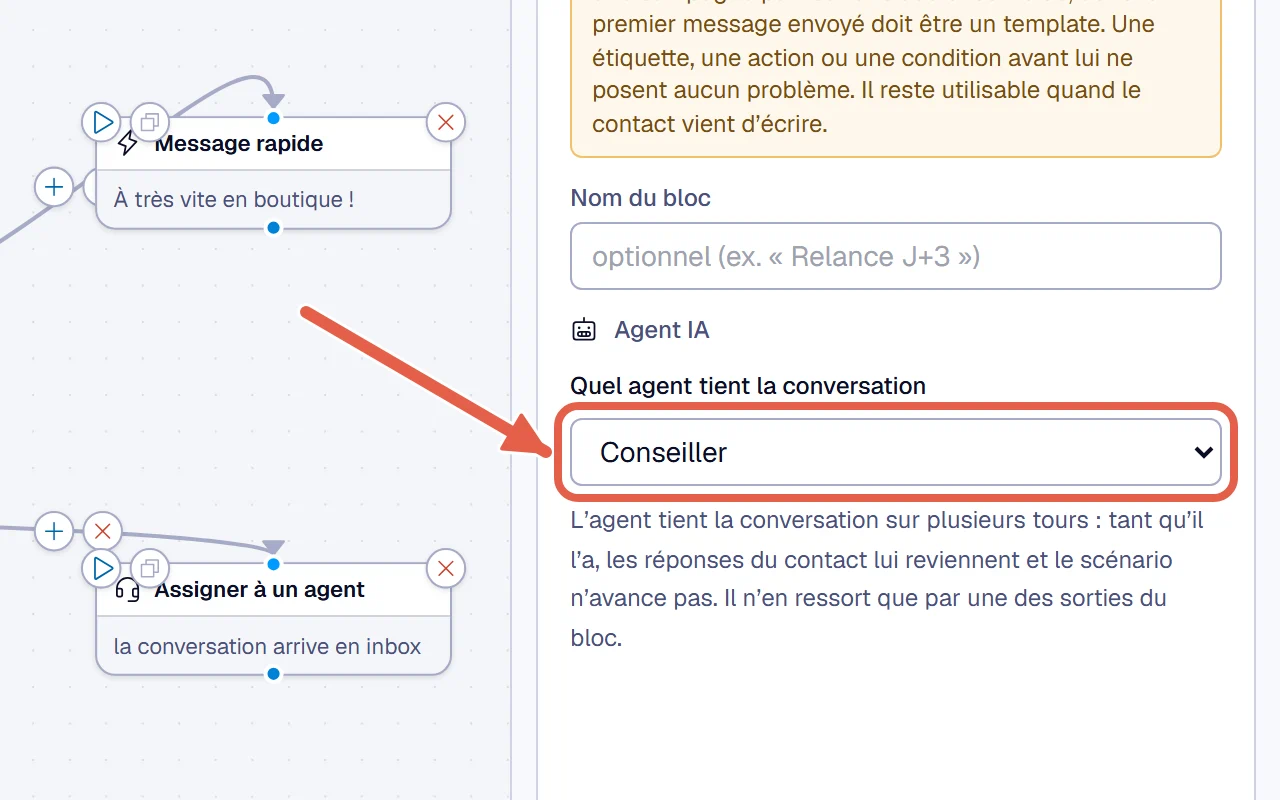 premier message envoyé doit être un template. Une
étiquette, une action ou une condition avant lui ne
posent aucun problème. Il reste utilisable quand le
contact vient d’écrire.
Message rapide
À très vite en boutique !
Nom du bloc
optionnel (ex. « Relance J+3 »)
Agent IA
Quel agent tient la conversation
Conseiller
L’agent tient la conversation sur plusieurs tours : tant qu’il
l’a, les réponses du contact lui reviennent et le scénario
n’avance pas. Il n’en ressort que par une des sorties du
bloc.
Assigner à un agent
la conversation arrive en inbox